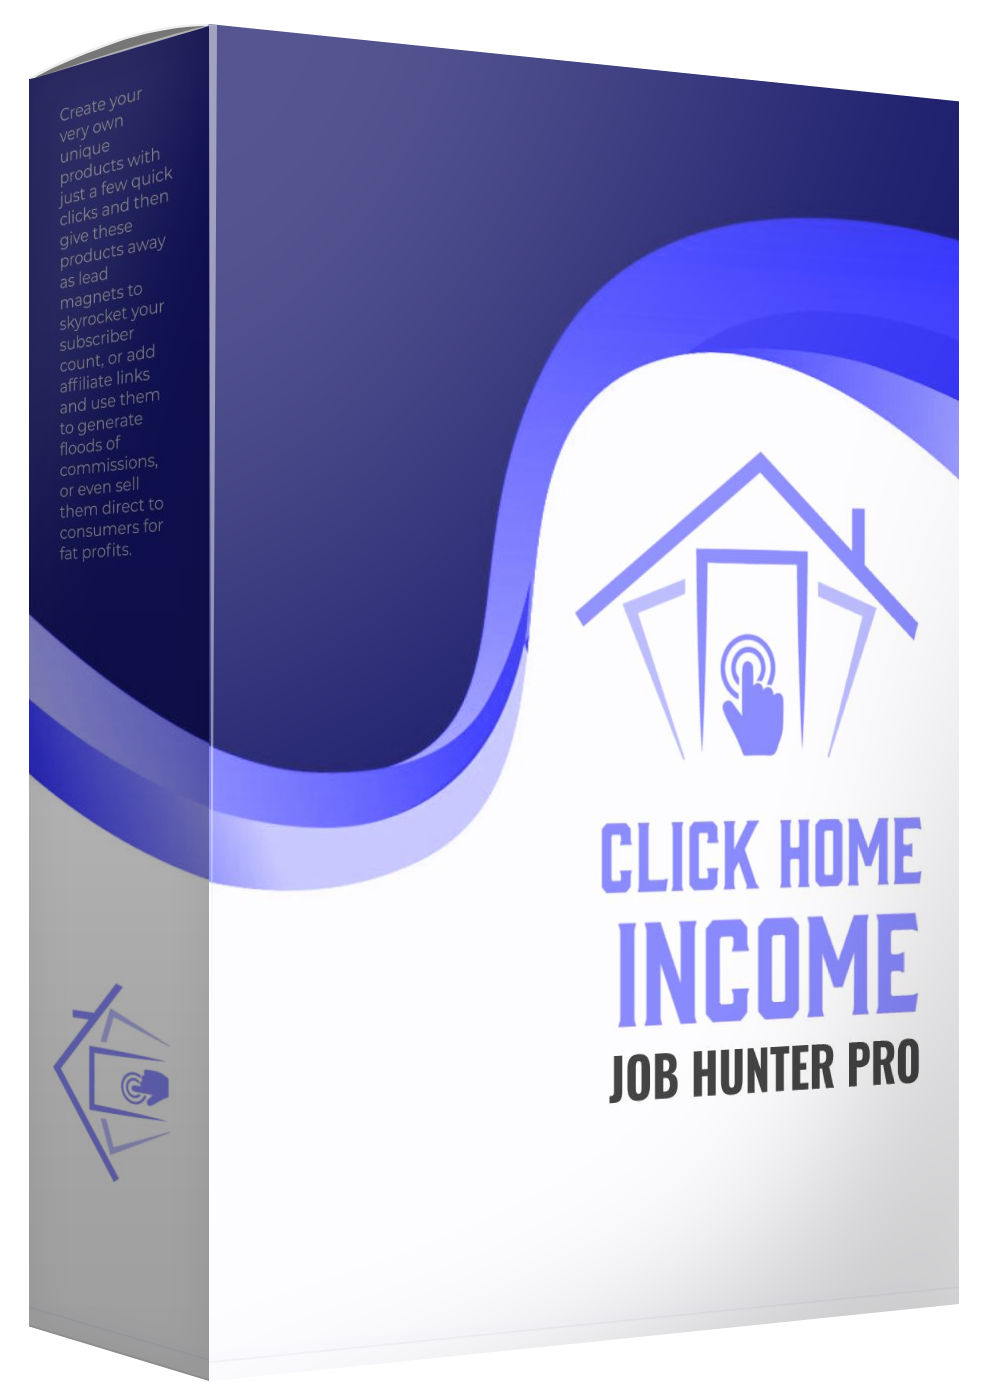 Create your
very own
unique
products with
just a few quick
clicks and then
give these
products away
as lead
magnets to
skyrocket your
subscriber
count, or add
affiliate links
and use them
to generate
floods of
commissions,
or even sell
them direct to
consumers for
fat profits.
CLICK HOME
INCOME
JOB HUNTER PRO